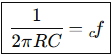 1/(2πRC) = cf